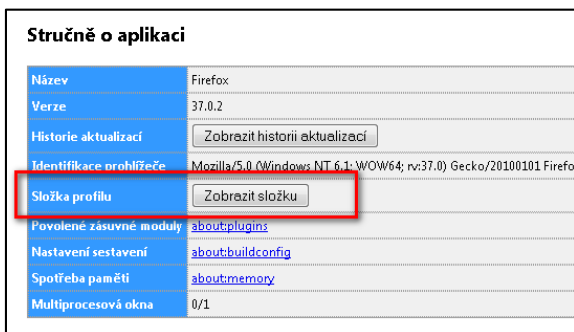 Stručně o aplikaci
Název Firefox
Verze 37.0.2
Historie aktualizací Zobrazit historii aktualizací
Identifikace prohlížeče Mozilla/5.0 (Windows NT 6.1; WOW64; rv:37.0) Gecko/20100101 Firefo
Složka profilu Zobrazit složku
Povolené zásuvné moduly about:plugins
Nastavení sestavení about:buildconfig
Spotřeba paměti about:memory
Multiprocesová okna 0/1